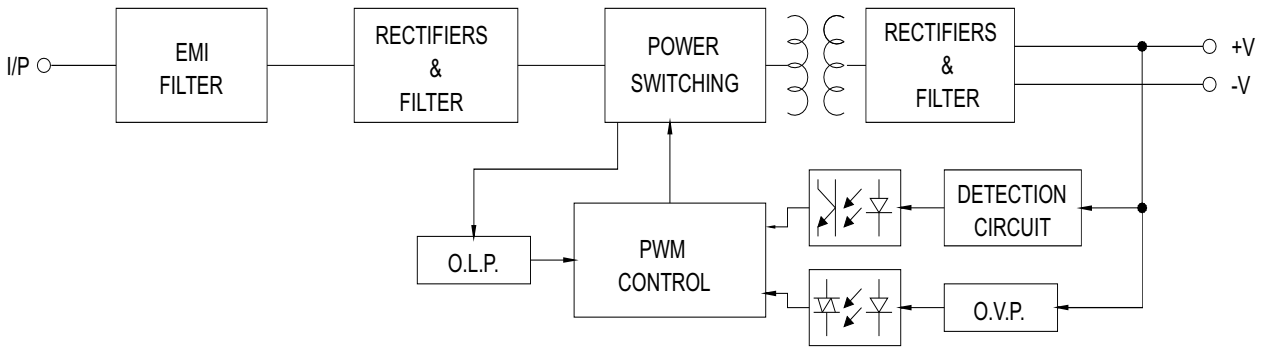 I/P
EMI
FILTER
RECTIFIERS
&
FILTER
POWER
SWITCHING
RECTIFIERS
&
FILTER
+V
-V
O.L.P.
PWM
CONTROL
DETECTION
CIRCUIT
O.V.P.